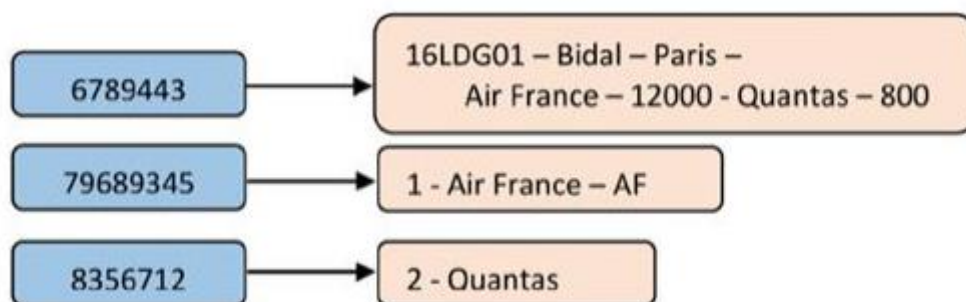 6789443
16LDG01 – Bidal – Paris –
Air France – 12000 - Quantas – 800
79689345
1 - Air France – AF
8356712
2 - Quantas